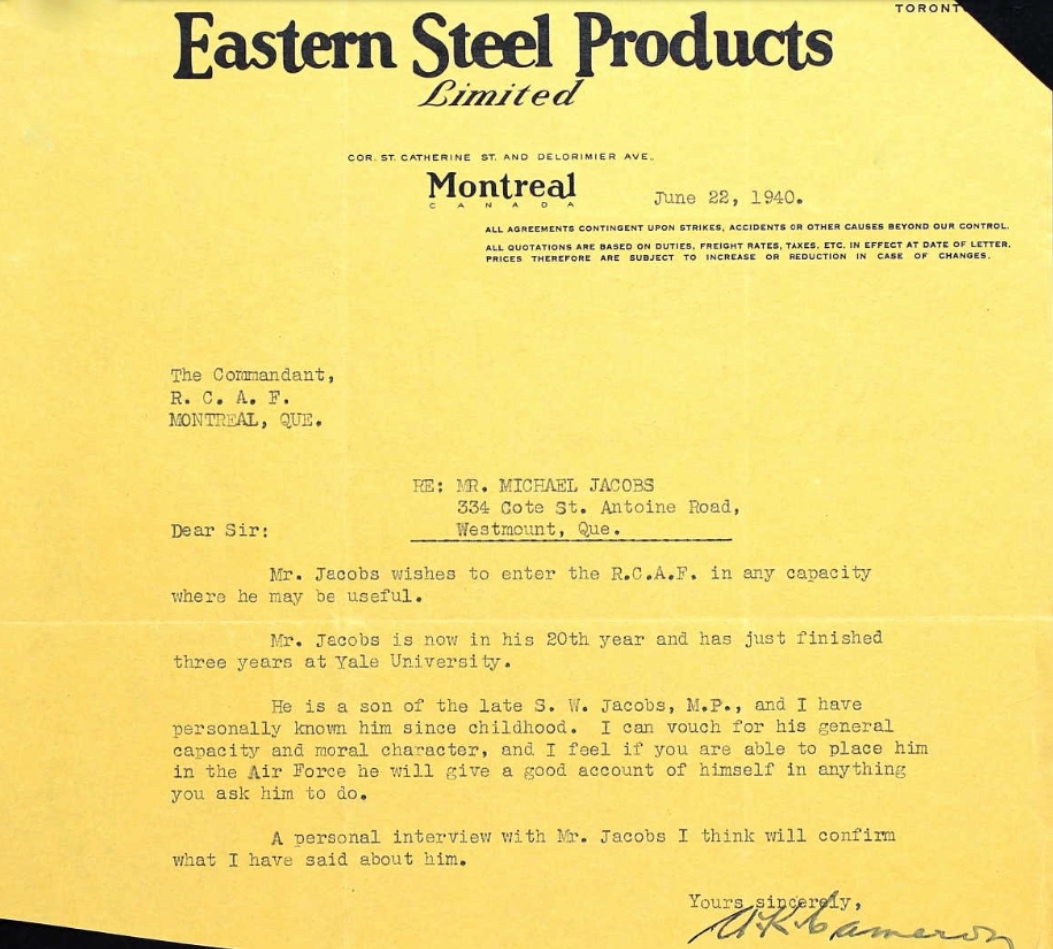 TORONT
Eastern Steel Products
Limited
COR. ST. CATHERINE ST. AND DELORIMIER AVE.
Montreal
CANADA
June 22, 1940.
ALL AGREEMENTS CONTINGENT UPON STRIKES, ACCIDENTS OR OTHER CAUSES BEYOND OUR CONTROL.
ALL QUOTATIONS ARE BASED ON DUTIES, FREIGHT RATES, TAXES, ETC. IN EFFECT AT DATE OF LETTER.
PRICES THEREFORE ARE SUBJECT TO INCREASE OR REDUCTION IN CASE OF CHANGES.
The Commandant,
R. C. A. F.
MONTREAL, QUE.
RE: MR. MICHAEL JACOBS
334 Cote St. Antoine Road,
Westmount, Que.
Dear Sir:
Mr. Jacobs wishes to enter the R.C.A.F. in any capacity
where he may be useful.
Mr. Jacobs is now in his 20th year and has just finished
three years at Yale University.
He is a son of the late S. W. Jacobs, M.P., and I have
personally known him since childhood. I can vouch for his general
capacity and moral character, and I feel if you are able to place him
in the Air Force he will give a good account of himself in anything
you ask him to do.
A personal interview with Mr. Jacobs I think will confirm
what I have said about him.
Yours sincerely,
A.K. Cameron